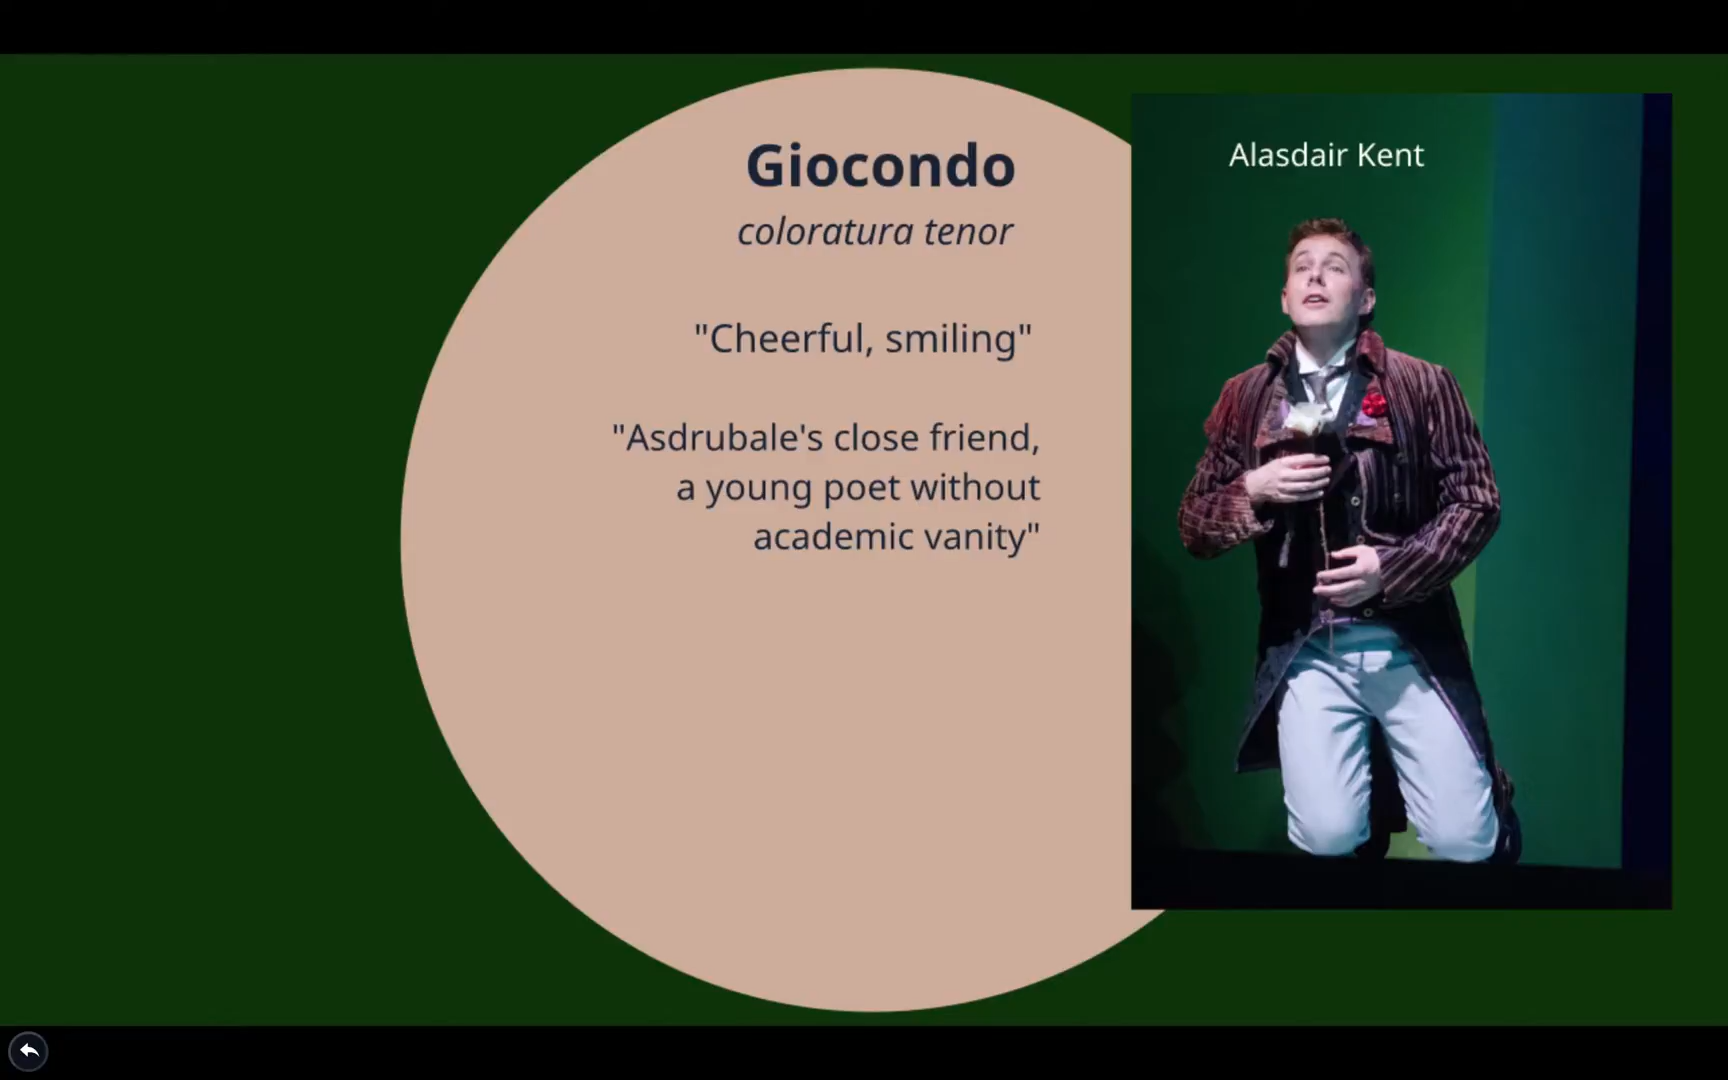 Giocondo
coloratura tenor
"Cheerful, smiling"
"Asdrubale's close friend,
a young poet without
academic vanity"
Alasdair Kent